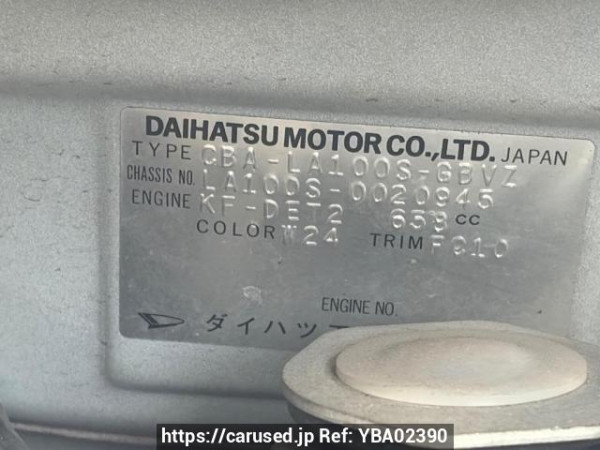 DAIHATSU MOTOR CO.,LTD. JAPAN
TYPE CBA-LA100S-GBVZ
CHASSIS NO. LA100S-0020945
ENGINE KF-DET2 658 CC
COLOR W24 TRIM FC10
ENGINE NO.
ダイハツ
https://carused.jp Ref: YBA02390